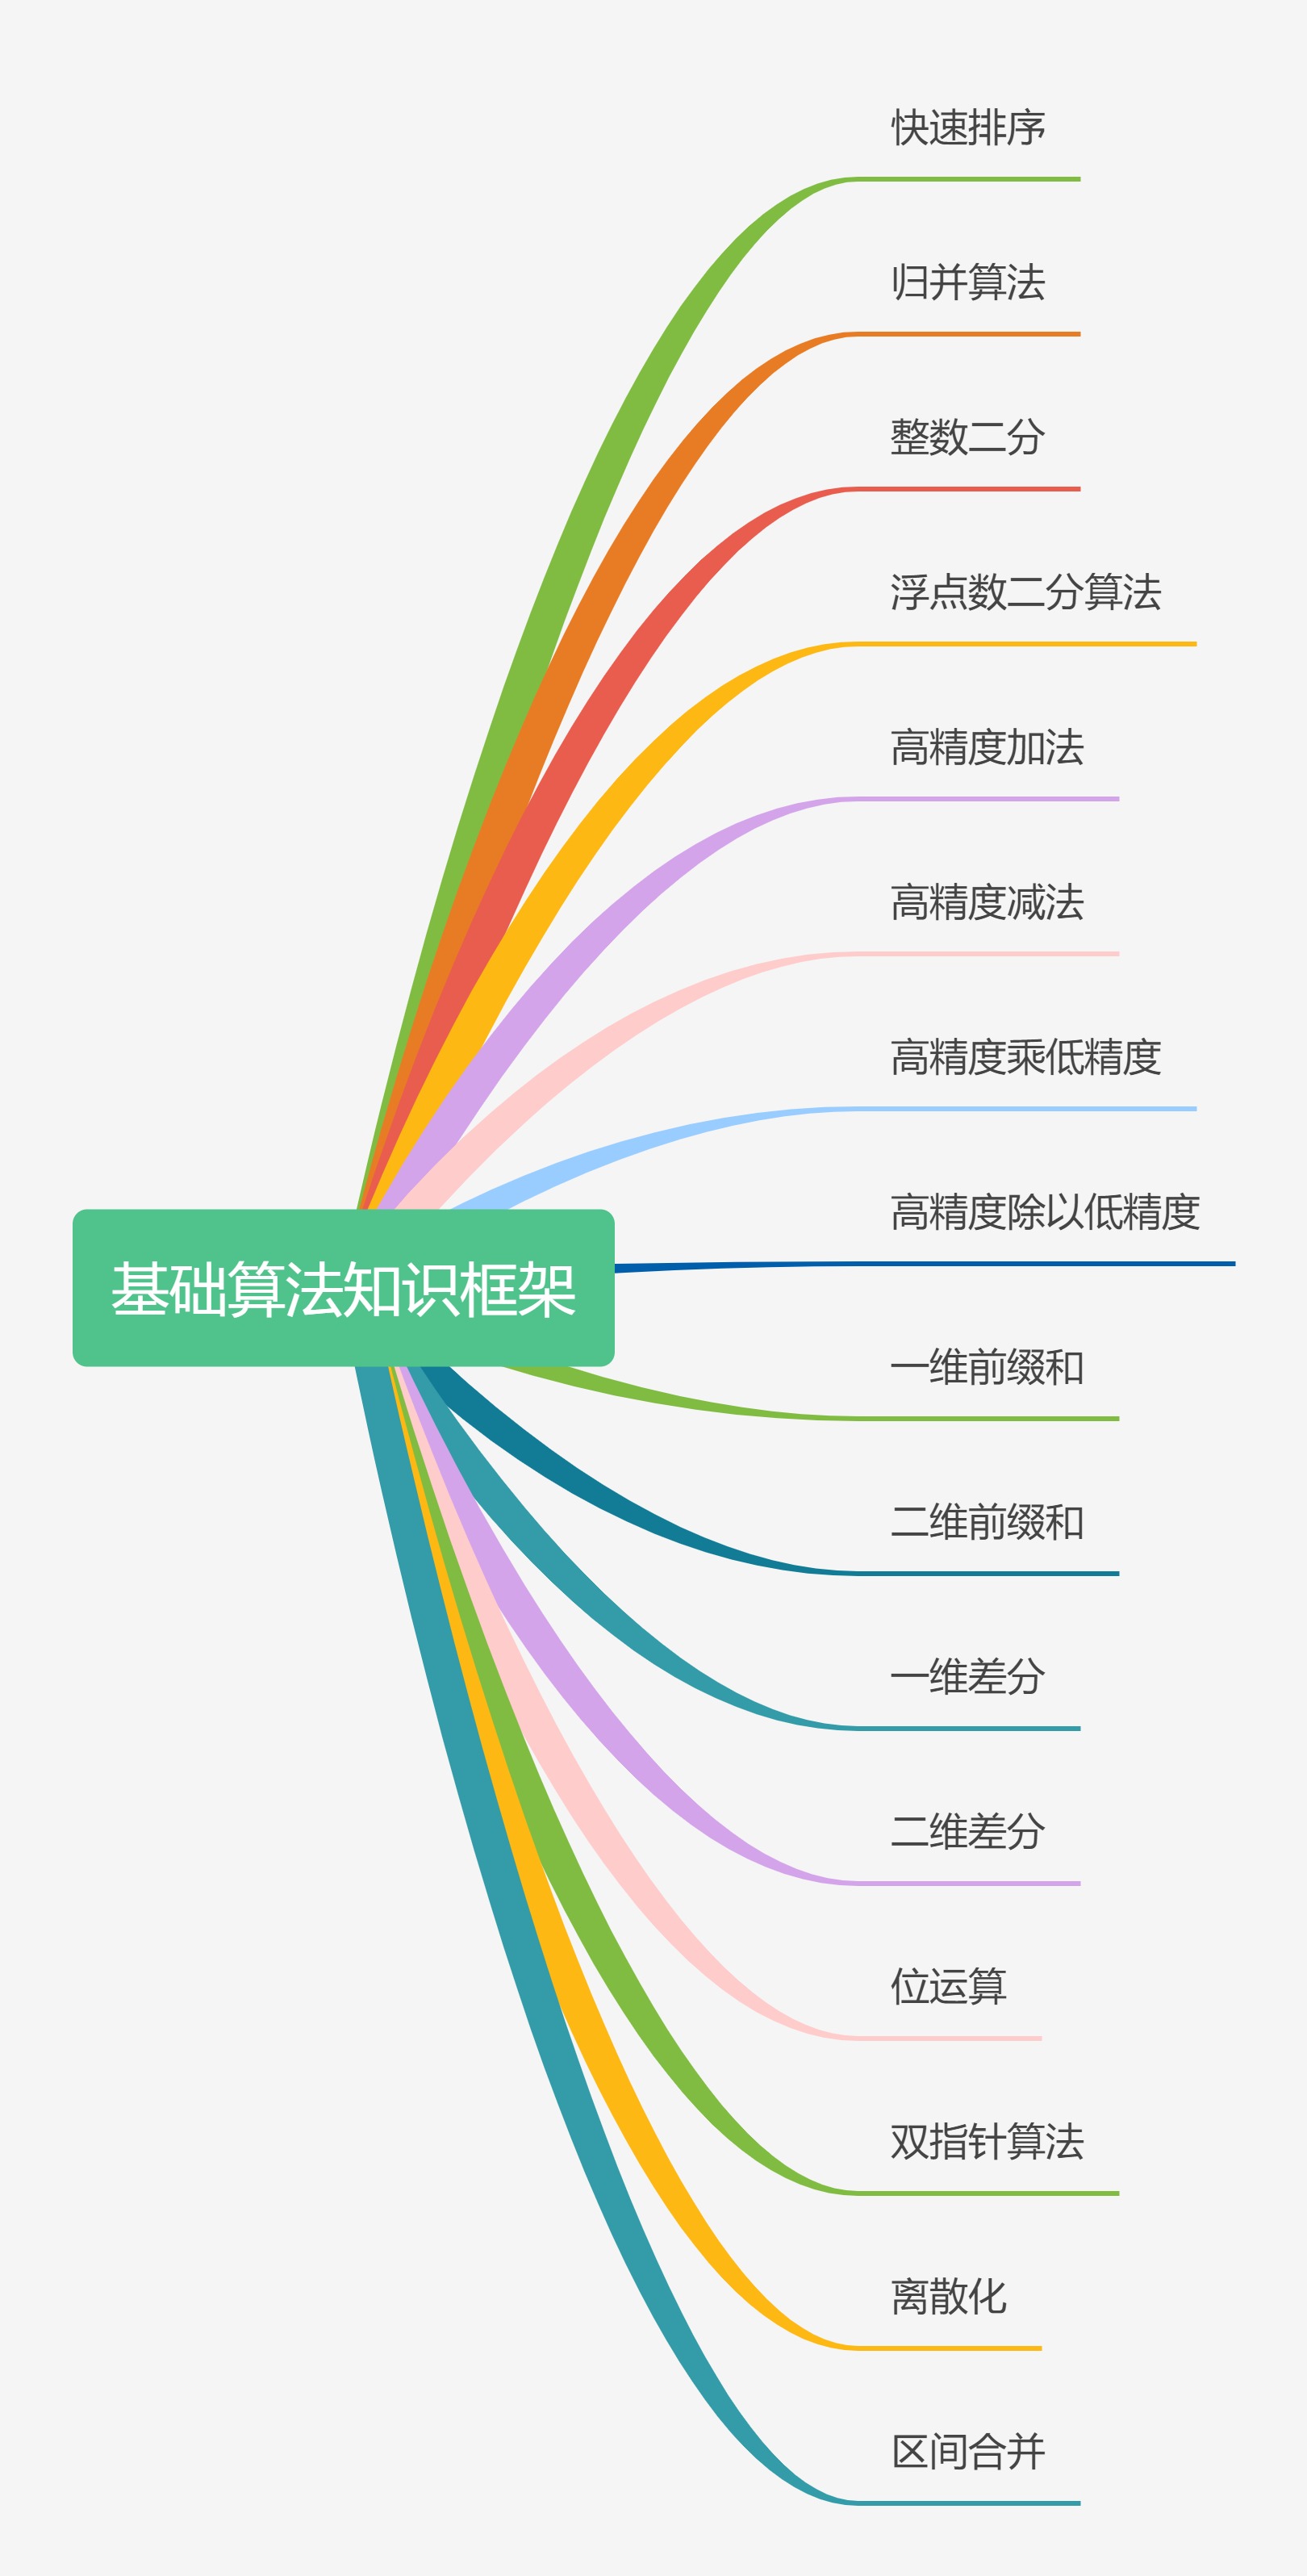 快速排序
归并算法
整数二分
浮点数二分算法
高精度加法
高精度减法
高精度乘低精度
高精度除以低精度
基础算法知识框架
一维前缀和
二维前缀和
一维差分
二维差分
位运算
双指针算法
离散化
区间合并